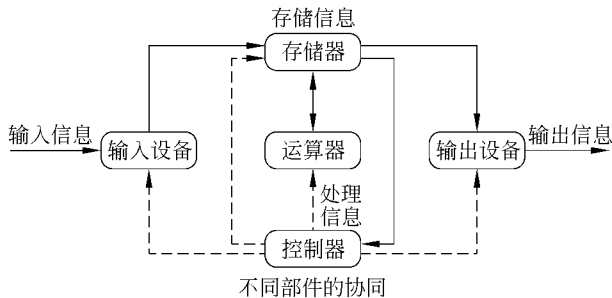 存储信息
存储器
输入信息
输入设备
运算器
输出设备
输出信息
处理
信息
控制器
不同部件的协同